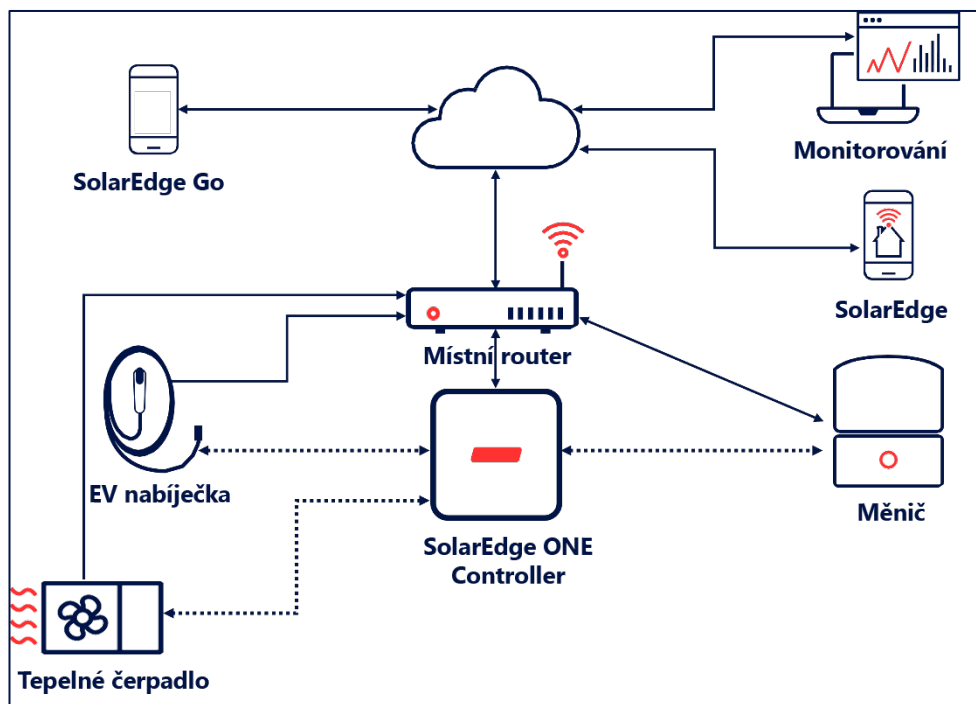 Monitorování
SolarEdge Go
SolarEdge
Místní router
EV nabíječka
Měnič
SolarEdge ONE
Controller
Tepelné čerpadlo